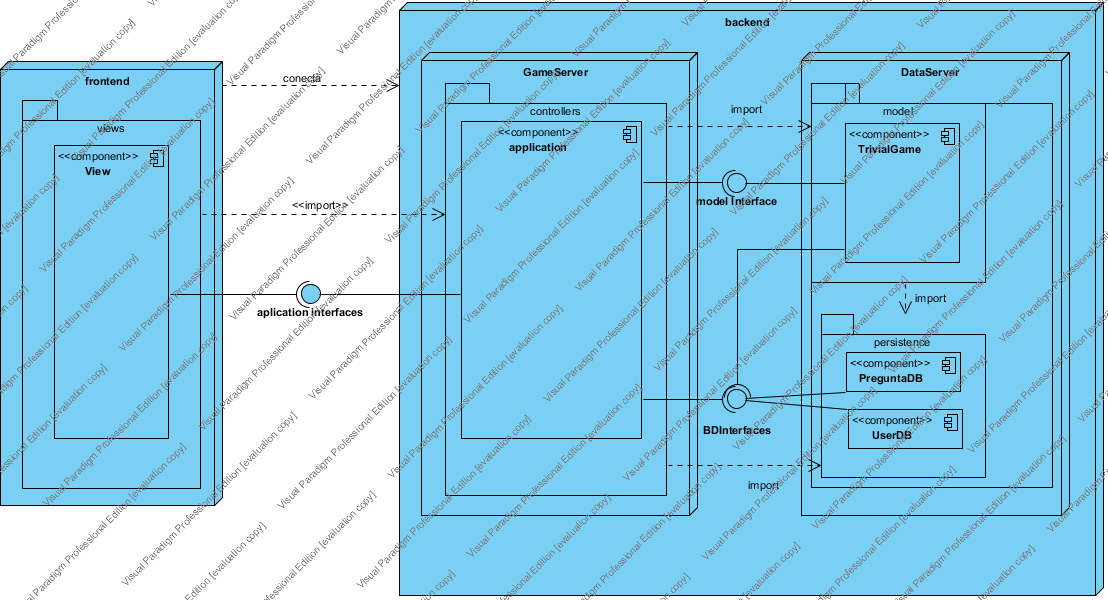 backend
frontend
conecta
GameServer
DataServer
views
<<component>>
View
controllers
<<component>>
application
import
model
<<component>>
TrivialGame
model Interface
<<import>>
aplication interfaces
import
persistence
<<component>>
PreguntaDB
<<component>>
UserDB
BDInterfaces
import
Visual Paradigm Professional Edition [evaluation copy]